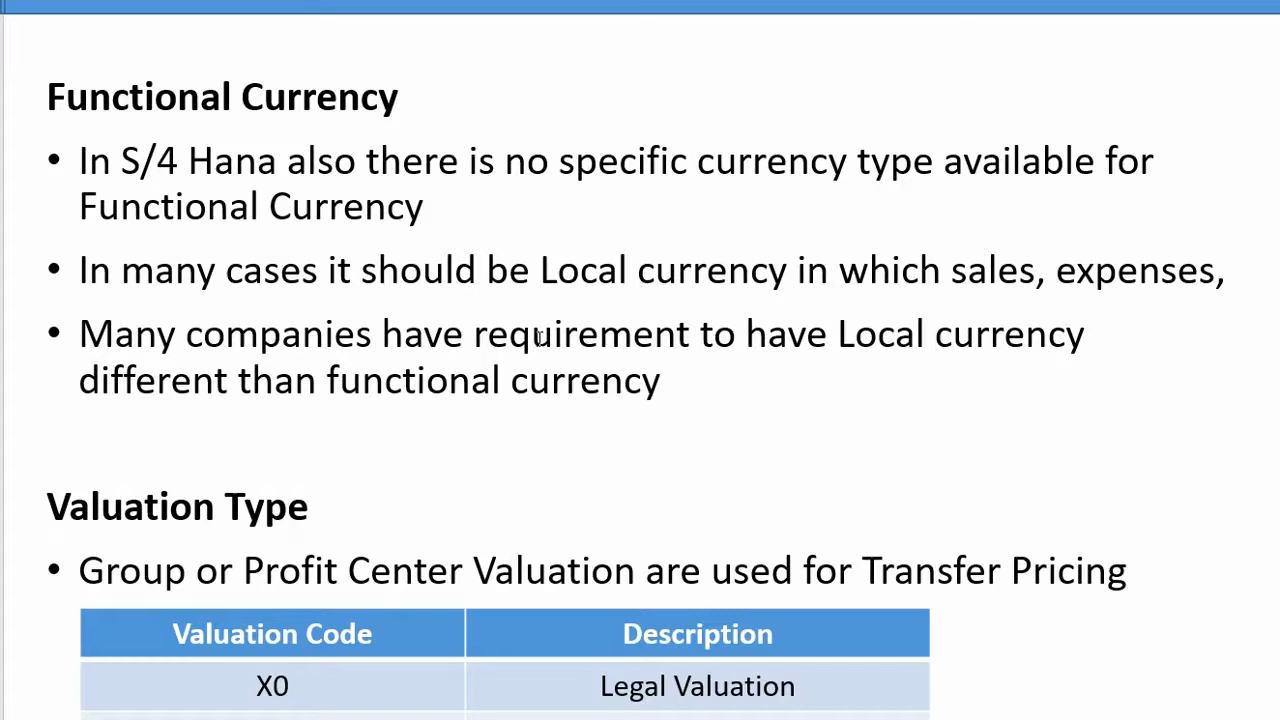 Functional Currency
• In S/4 Hana also there is no specific currency type available for
Functional Currency
• In many cases it should be Local currency in which sales, expenses,
• Many companies have requirement to have Local currency
different than functional currency
Valuation Type
• Group or Profit Center Valuation are used for Transfer Pricing
Valuation Code Description
X0 Legal Valuation